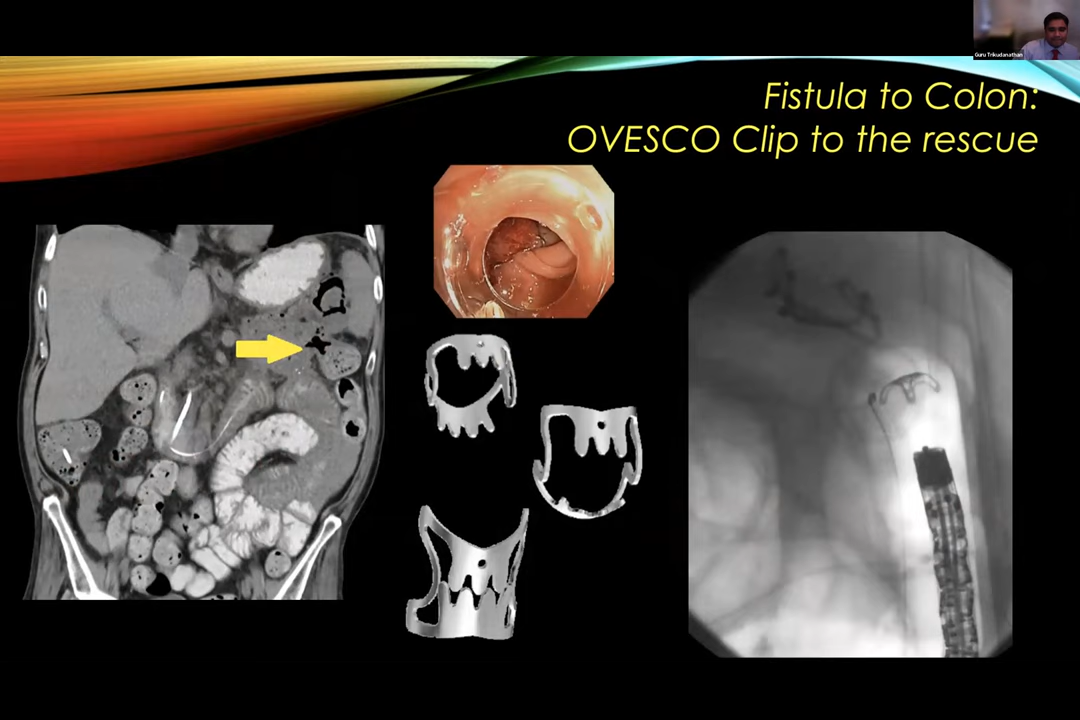 Guru Trikudanathan
Fistula to Colon:
OVESCO Clip to the rescue